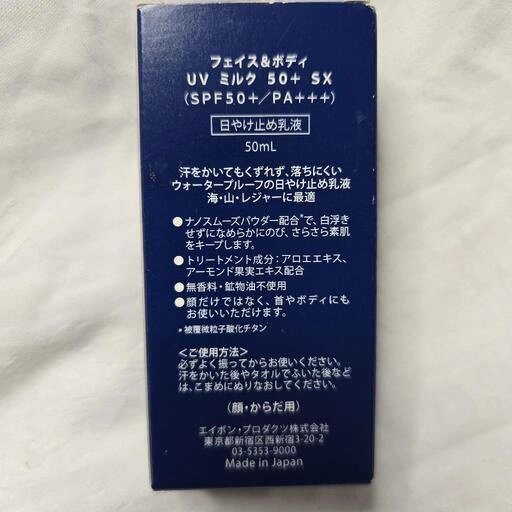 フェイス&ボディ
UV ミルク 50+ SX
(SPF50+/PA+++)
日やけ止め乳液
50mL
汗をかいてもくずれず、落ちにくい
ウォータープルーフの日やけ止め乳液
海・山・レジャーに最適
●ナノスムーズパウダー配合*で、白浮き
せずになめらかにのび、さらさら素肌
をキープします。
●トリートメント成分:アロエエキス、
アーモンド果実エキス配合
●無香料・鉱物油不使用
●顔だけではなく、首やボディにも
お使いいただけます。
*被覆微粒子酸化チタン
<ご使用方法>
必ずよく振ってからお使いください。
汗をかいた後やタオルでふいた後など
は、こまめにぬりなおしてください。
(顔・からだ用)
エイボン・プロダクツ株式会社
東京都新宿区西新宿3-20-2
03-5353-9000
Made in Japan